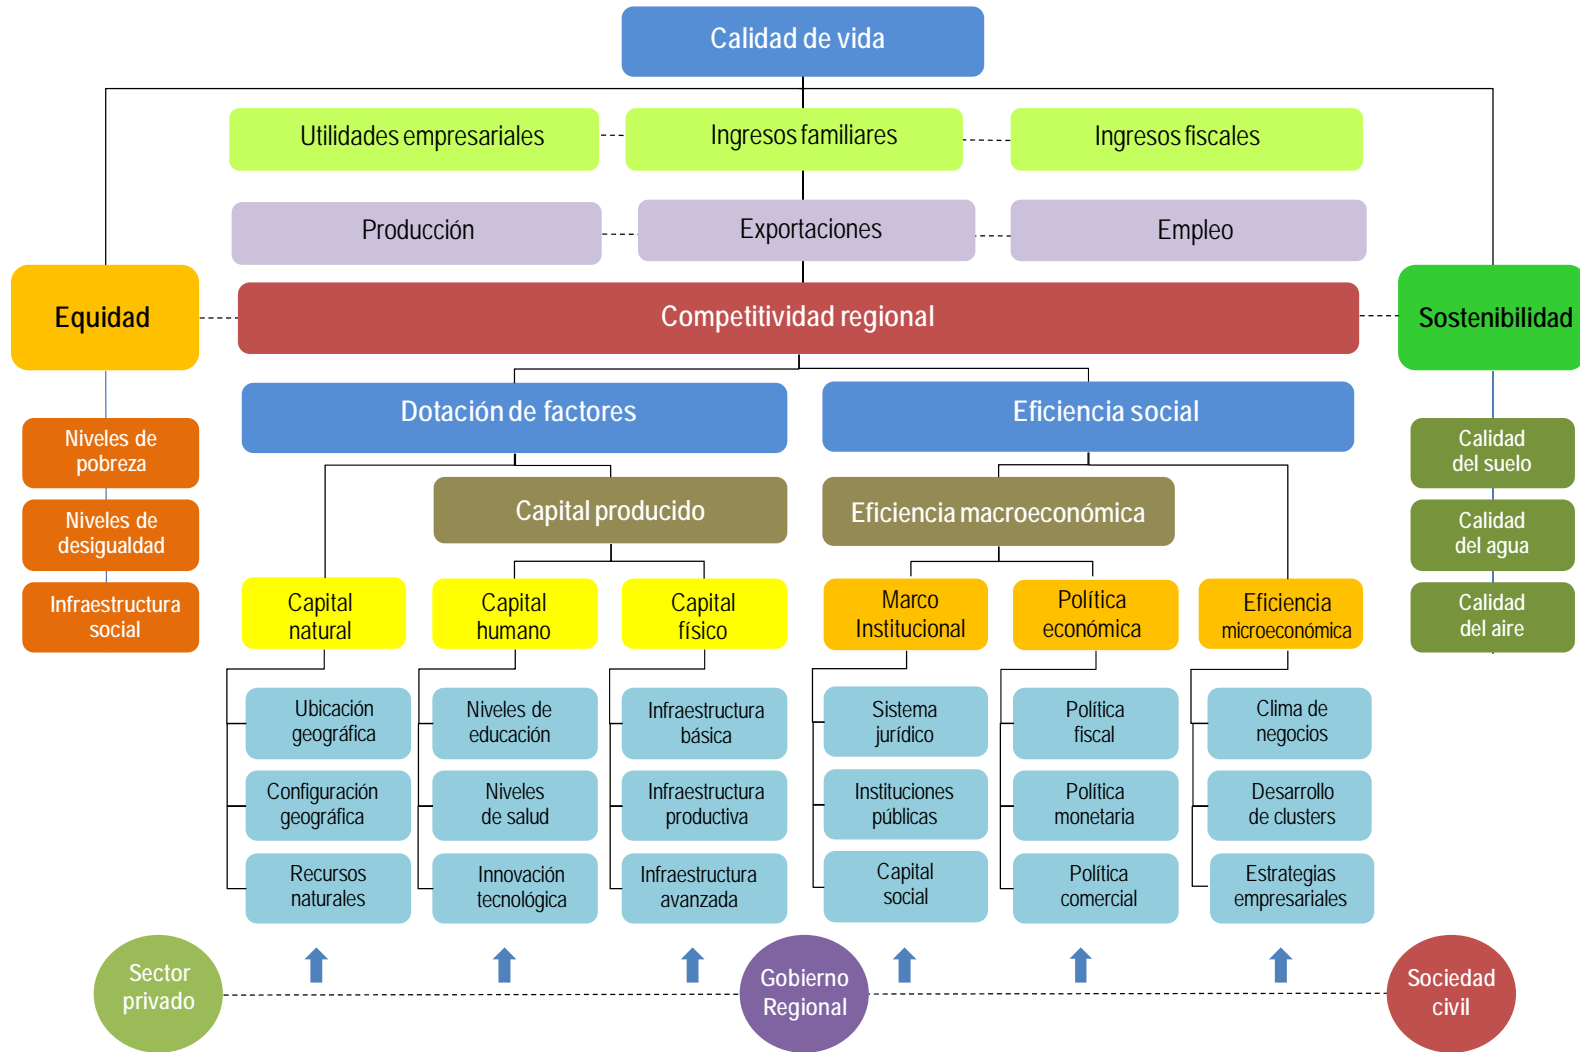 Calidad de vida
Utilidades empresariales
Ingresos familiares
Ingresos fiscales
Producción
Exportaciones
Empleo
Equidad
Competitividad regional
Sostenibilidad
Dotación de factores
Eficiencia social
Niveles de
pobreza
Niveles de
desigualdad
Infraestructura
social
Calidad
del suelo
Calidad
del agua
Calidad
del aire
Capital producido
Eficiencia macroeconómica
Capital
natural
Capital
humano
Capital
físico
Marco
Institucional
Política
económica
Eficiencia
microeconómica
Ubicación
geográfica
Niveles de
educación
Infraestructura
básica
Sistema
jurídico
Política
fiscal
Clima de
negocios
Configuración
geográfica
Niveles
de salud
Infraestructura
productiva
Instituciones
públicas
Política
monetaria
Desarrollo
de clusters
Recursos
naturales
Innovación
tecnológica
Infraestructura
avanzada
Capital
social
Política
comercial
Estrategias
empresariales
Sector
privado
Gobierno
Regional
Sociedad
civil